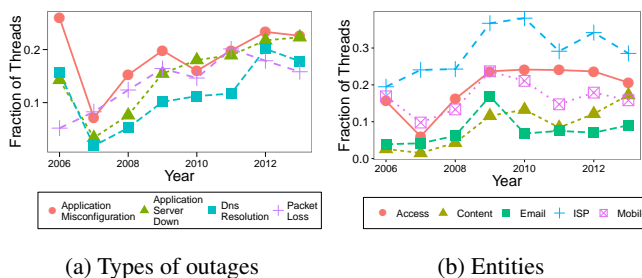 Fraction of Threads
0.2
0.1
2006 2008 2010 2012
Year
Application Misconfiguration
Application Server Down
Dns Resolution
Packet Loss
(a) Types of outages
Fraction of Threads
0.3
0.2
0.1
0.0
2006 2008 2010 2012
Year
Access Content Email ISP Mobil
(b) Entities